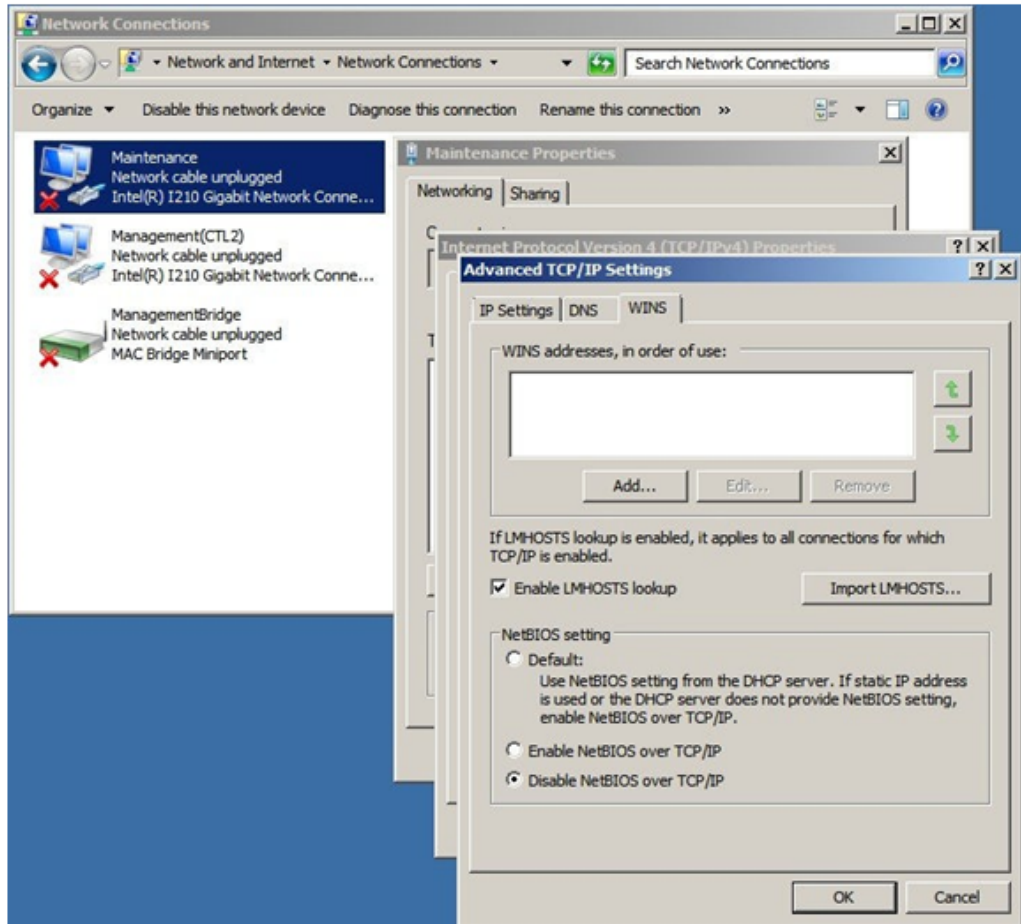 Network Connections
Network and Internet
Network Connections
Search Network Connections
Organize
Disable this network device
Diagnose this connection
Rename this connection
»
Maintenance
Network cable unplugged
Intel(R) I210 Gigabit Network Conne...
Management(CTL2)
Network cable unplugged
Intel(R) I210 Gigabit Network Conne...
ManagementBridge
Network cable unplugged
MAC Bridge Miniport
Maintenance Properties
Networking
Sharing
Internet Protocol Version 4 (TCP/IPv4) Properties
Advanced TCP/IP Settings
IP Settings
DNS
WINS
WINS addresses, in order of use:
Add...
Edit...
Remove
If LMHOSTS lookup is enabled, it applies to all connections for which
TCP/IP is enabled.
Enable LMHOSTS lookup
Import LMHOSTS...
NetBIOS setting
Default:
Use NetBIOS setting from the DHCP server. If static IP address
is used or the DHCP server does not provide NetBIOS setting,
enable NetBIOS over TCP/IP.
Enable NetBIOS over TCP/IP
Disable NetBIOS over TCP/IP
OK
Cancel